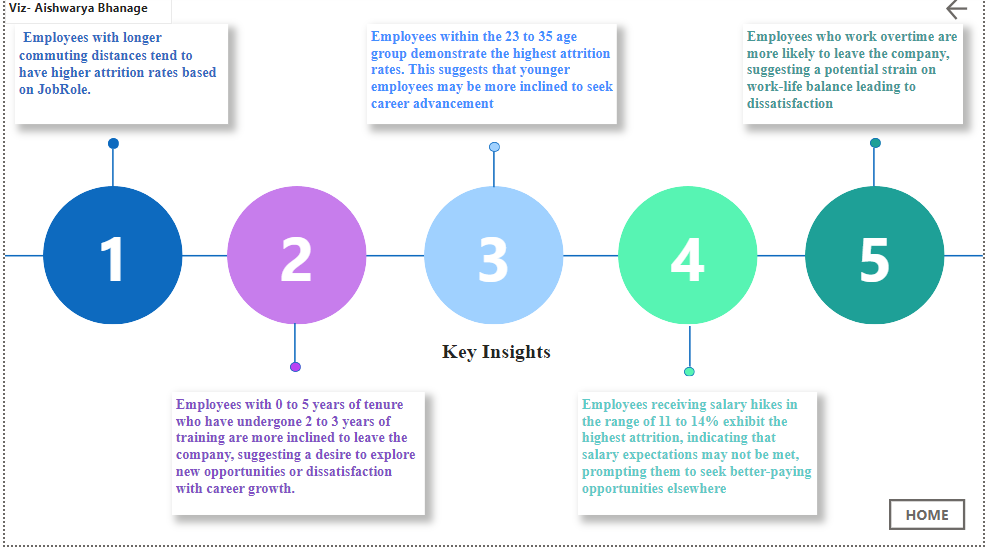 Viz- Aishwarya Bhanage
Employees with longer
commuting distances tend to
have higher attrition rates based
on JobRole.
Employees within the 23 to 35 age
group demonstrate the highest attrition
rates. This suggests that younger
employees may be more inclined to seek
career advancement
Employees who work overtime are
more likely to leave the company,
suggesting a potential strain on
work-life balance leading to
dissatisfaction
1
2
3
4
5
Key Insights
Employees with 0 to 5 years of tenure
who have undergone 2 to 3 years of
training are more inclined to leave the
company, suggesting a desire to explore
new opportunities or dissatisfaction
with career growth.
Employees receiving salary hikes in
the range of 11 to 14% exhibit the
highest attrition, indicating that
salary expectations may not be met,
prompting them to seek better-paying
opportunities elsewhere
HOME